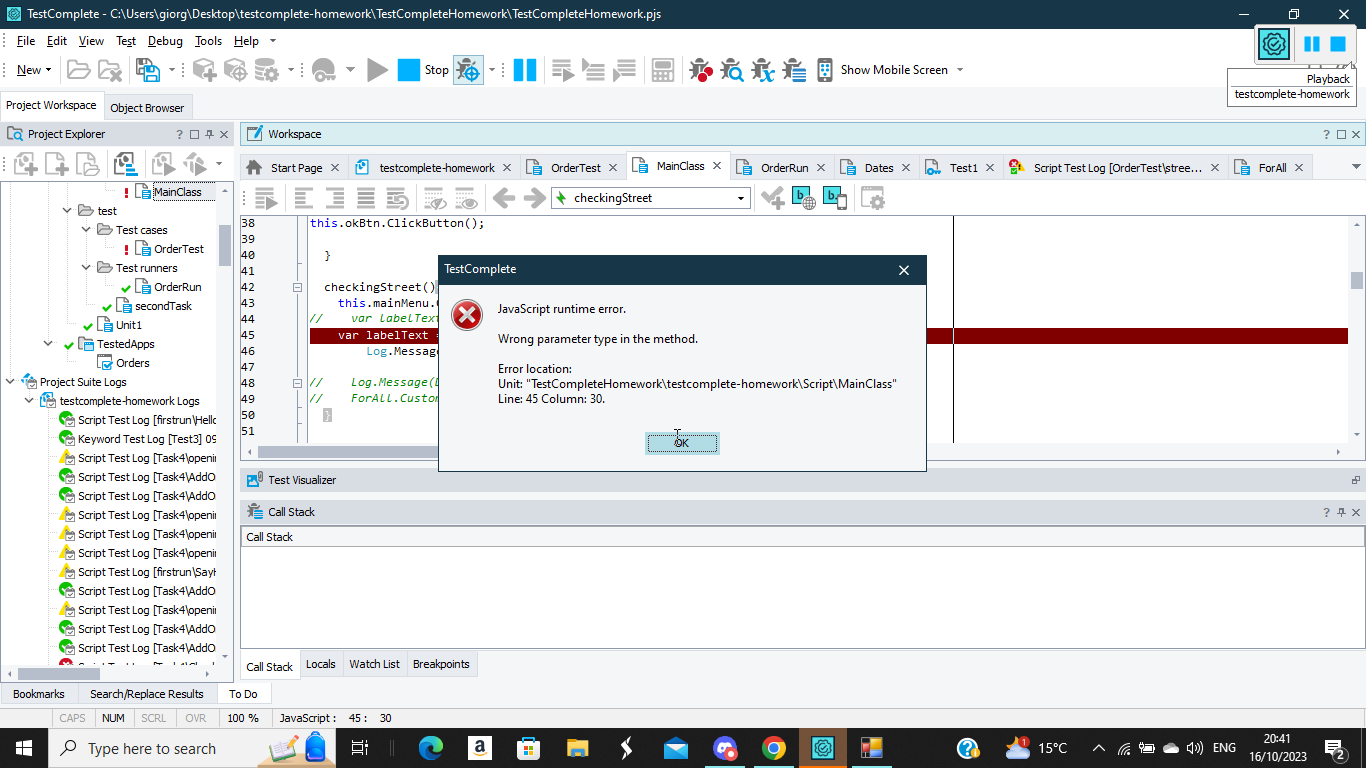 TestComplete - C:\Users\giorg\Desktop\testcomplete-homework\TestCompleteHomework\TestCompleteHomework.pjs
File Edit View Test Debug Tools Help
New Stop Show Mobile Screen
Playback
testcomplete-homework
Project Workspace Object Browser
Project Explorer ?
Workspace ?
Start Page testcomplete-homework OrderTest MainClass OrderRun Dates Test1 Script Test Log [OrderTest\stree... ForAll
checkingStreet
MainClass
test
Test cases
OrderTest
Test runners
OrderRun
secondTask
Unit1
TestedApps
Orders
Project Suite Logs
testcomplete-homework Logs
Script Test Log [firstrun\Hello
Keyword Test Log [Test3] 09
Script Test Log [Task4\openi
Script Test Log [Task4\AddO
Script Test Log [Task4\AddO
Script Test Log [Task4\openi
Script Test Log [Task4\openi
Script Test Log [Task4\openi
Script Test Log [firstrun\SayH
Script Test Log [Task4\AddO
Script Test Log [Task4\openi
Script Test Log [Task4\AddO
Script Test Log [Task4\AddO
38 this.okBtn.ClickButton();
39
40 }
41
42 checkingStreet()
43 this.mainMenu.
44 // var labelText
45 var labelText =
46 Log.Message
47
48 // Log.Message(
49 // ForAll.Custom
50 }
51
TestComplete
JavaScript runtime error.
Wrong parameter type in the method.
Error location:
Unit: "TestCompleteHomework\testcomplete-homework\Script\MainClass"
Line: 45 Column: 30.
OK
Test Visualizer
Call Stack ?
Call Stack
Call Stack Locals Watch List Breakpoints
Bookmarks Search/Replace Results To Do
CAPS NUM SCRL OVR 100 % JavaScript : 45 : 30
Type here to search
15°C ENG
20:41
16/10/2023
2